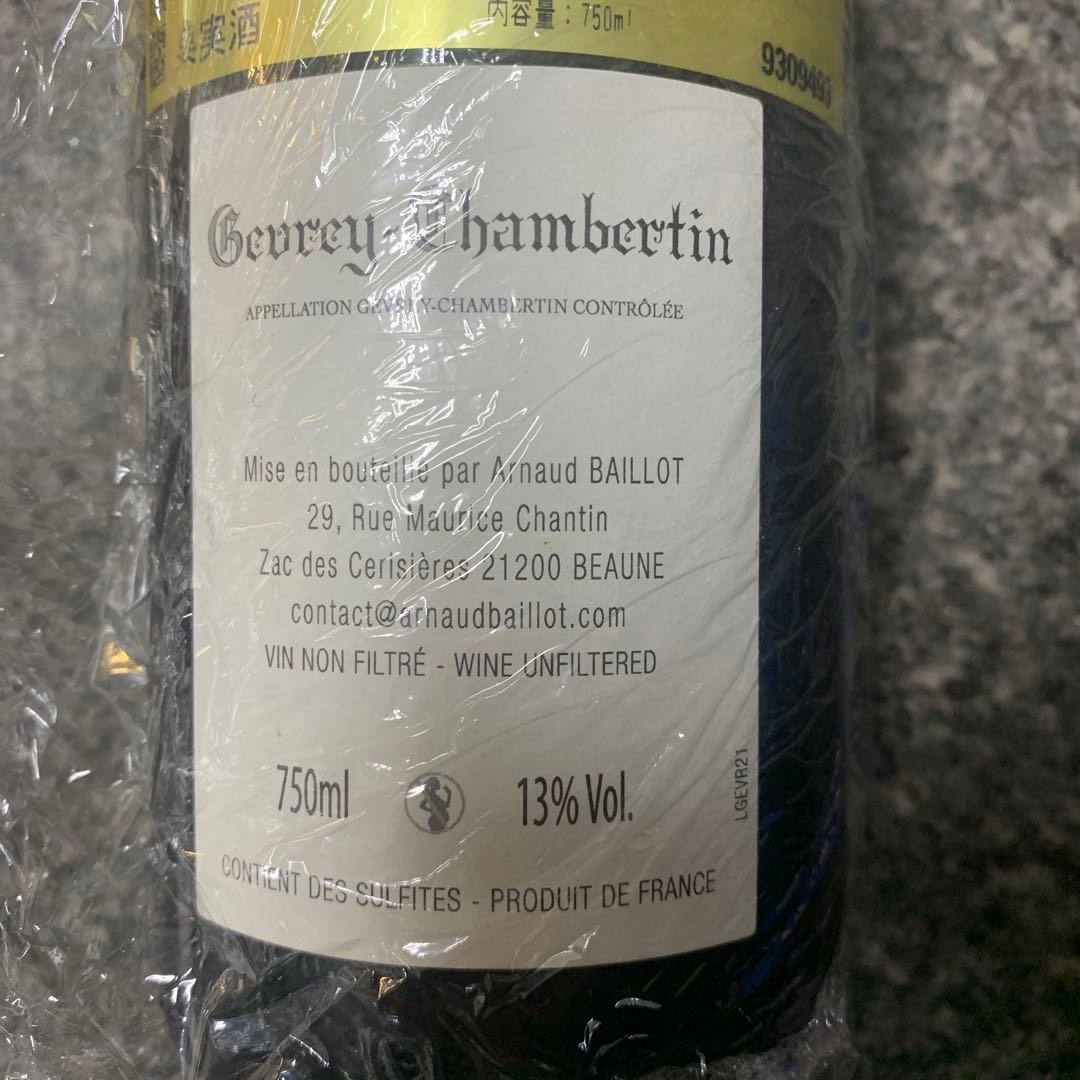 果実酒
内容量：750ml
9309493
Gevrey-Chambertin
APPELLATION GEVREY-CHAMBERTIN CONTRÔLÉE
Mise en bouteille par Arnaud BAILLOT
29, Rue Maurice Chantin
Zac des Cerisières 21200 BEAUNE
contact@arnaudbaillot.com
VIN NON FILTRÉ - WINE UNFILTERED
750ml 13% Vol.
LGEVR21
CONTIENT DES SULFITES - PRODUIT DE FRANCE